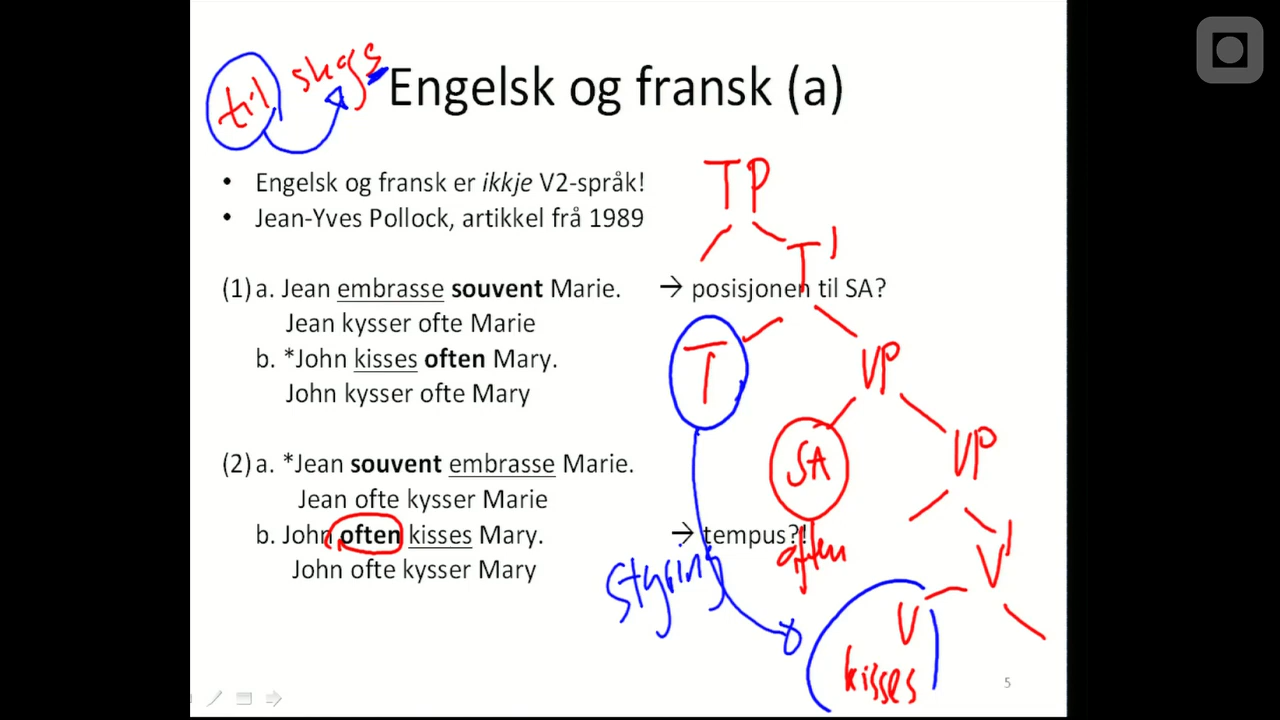 til skogs
Engelsk og fransk (a)
• Engelsk og fransk er ikkje V2-språk!
• Jean-Yves Pollock, artikkel frå 1989
(1) a. Jean embrasse souvent Marie. → posisjonen til SA?
Jean kysser ofte Marie
b. *John kisses often Mary.
John kysser ofte Mary
(2) a. *Jean souvent embrasse Marie.
Jean ofte kysser Marie
b. John often kisses Mary. → tempus?!
John ofte kysser Mary
TP
T'
T
VP
SA
VP
often
V'
styring
V
kisses
5